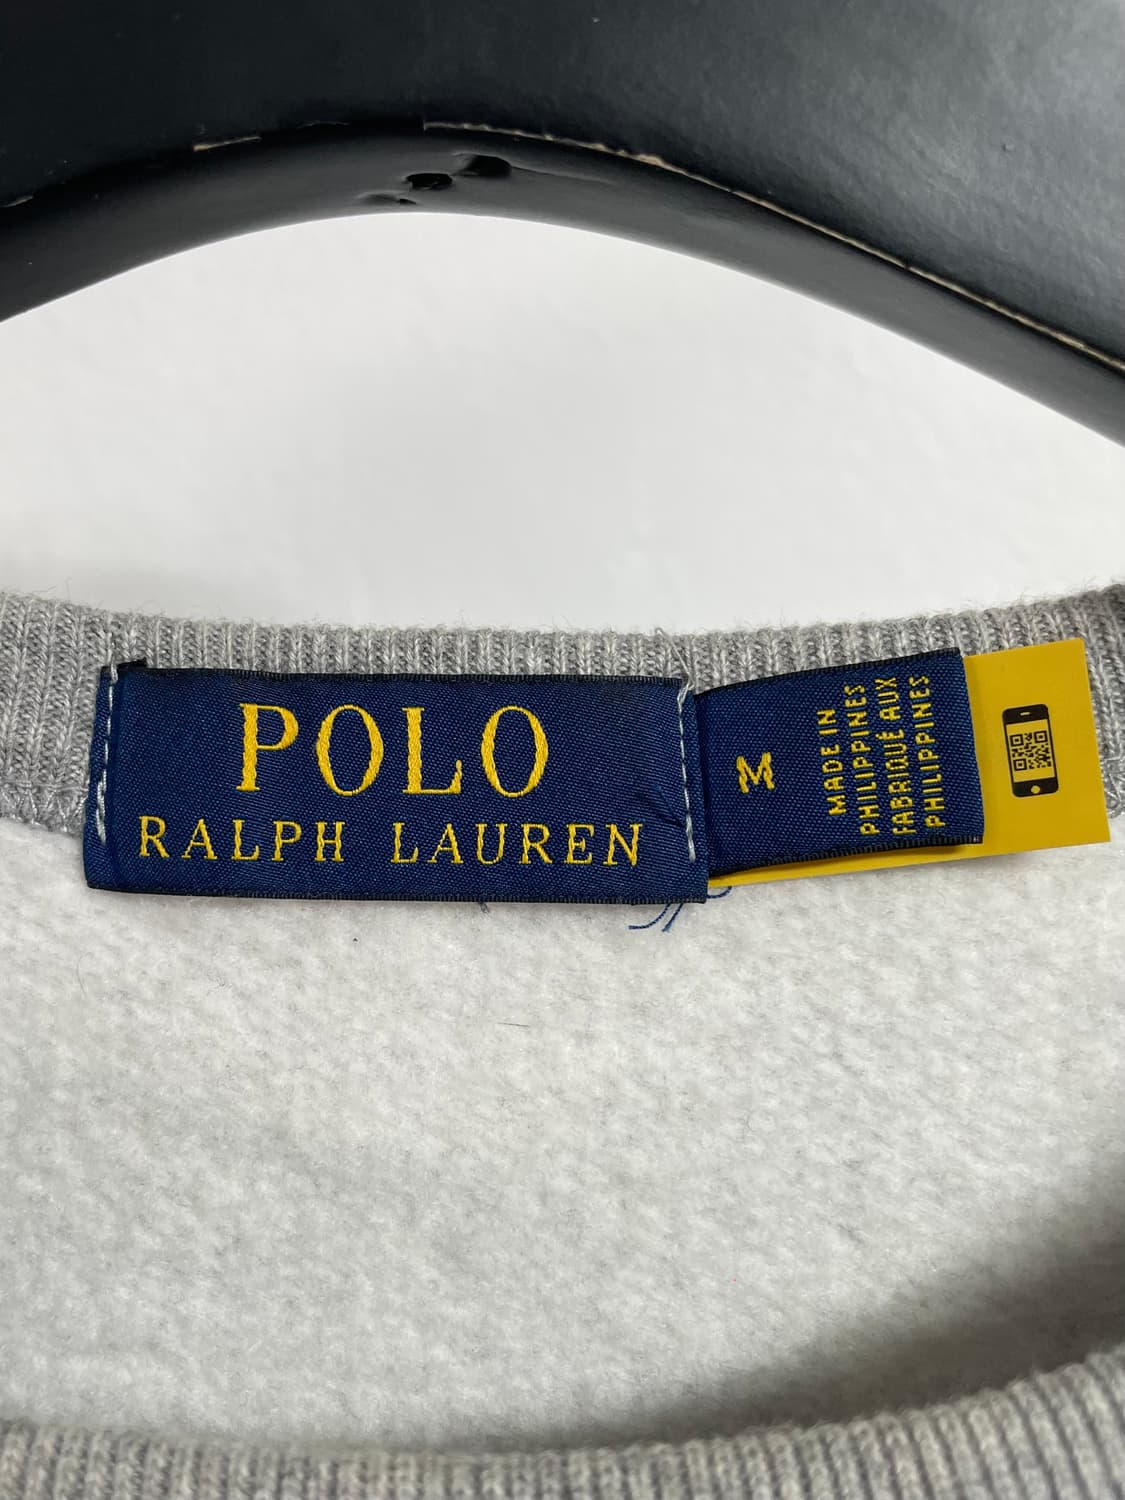 POLO
RALPH LAUREN
M
MADE IN
PHILIPPINES
FABRIQUÉ AUX
PHILIPPINES